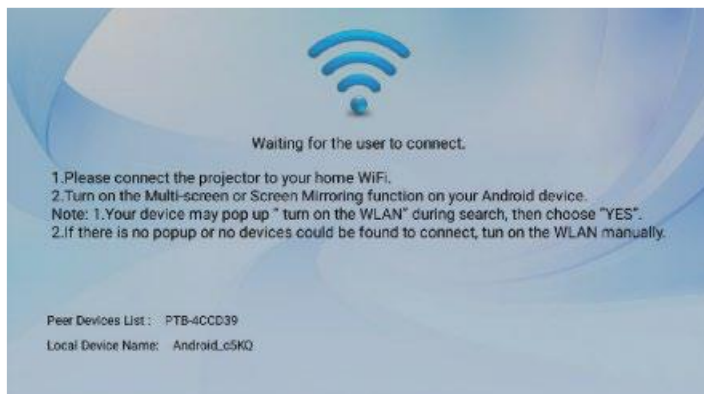 Waiting for the user to connect.
1.Please connect the projector to your home WiFi.
2.Turn on the Multi-screen or Screen Mirroring function on your Android device.
Note: 1.Your device may pop up " turn on the WLAN" during search, then choose "YES".
2.If there is no popup or no devices could be found to connect, tun on the WLAN manually.
Peer Devices List : PTB-4CCD39
Local Device Name: Android_c5KQ